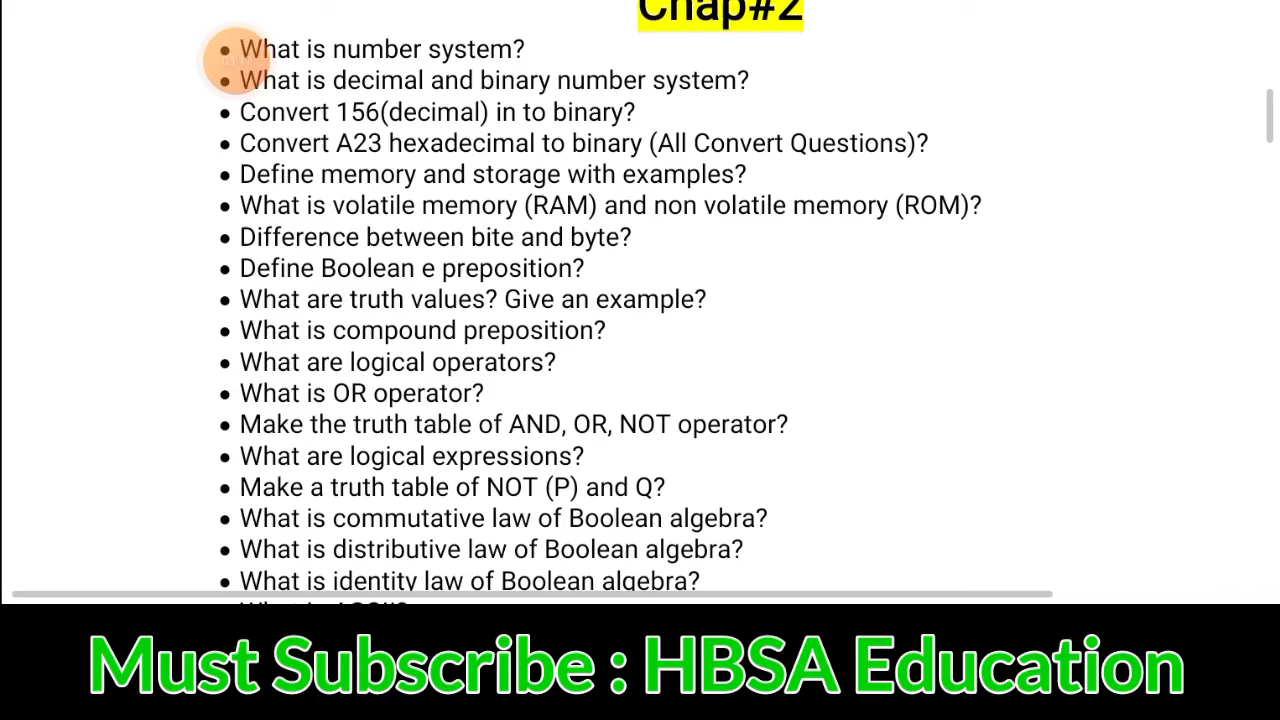 Chap#2
• What is number system?
• What is decimal and binary number system?
• Convert 156(decimal) in to binary?
• Convert A23 hexadecimal to binary (All Convert Questions)?
• Define memory and storage with examples?
• What is volatile memory (RAM) and non volatile memory (ROM)?
• Difference between bite and byte?
• Define Boolean e preposition?
• What are truth values? Give an example?
• What is compound preposition?
• What are logical operators?
• What is OR operator?
• Make the truth table of AND, OR, NOT operator?
• What are logical expressions?
• Make a truth table of NOT (P) and Q?
• What is commutative law of Boolean algebra?
• What is distributive law of Boolean algebra?
• What is identity law of Boolean algebra?
Must Subscribe : HBSA Education